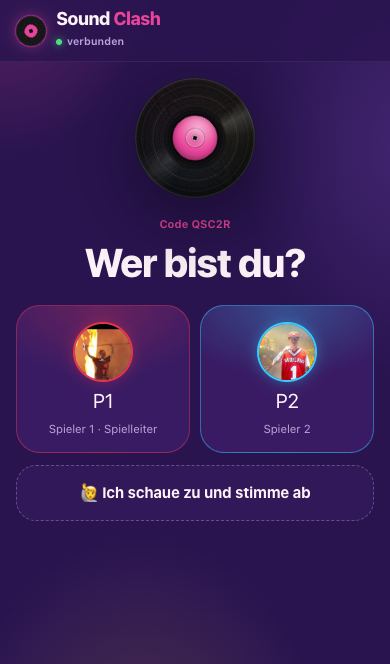 Sound Clash
verbunden
Code QSC2R
Wer bist du?
P1
Spieler 1 · Spielleiter
P2
Spieler 2
🙋 Ich schaue zu und stimme ab